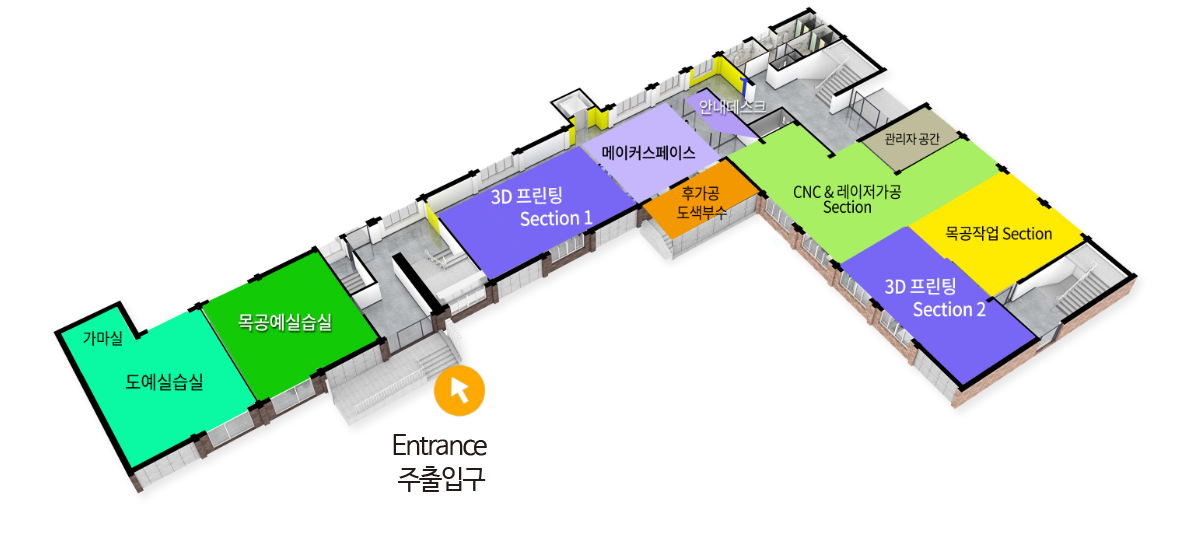 안내데스크
관리자 공간
메이커스페이스
3D 프린팅
Section 1
후가공
도색부수
CNC & 레이저가공
Section
목공작업 Section
3D 프린팅
Section 2
목공예실습실
가마실
도예실습실
Entrance
주출입구